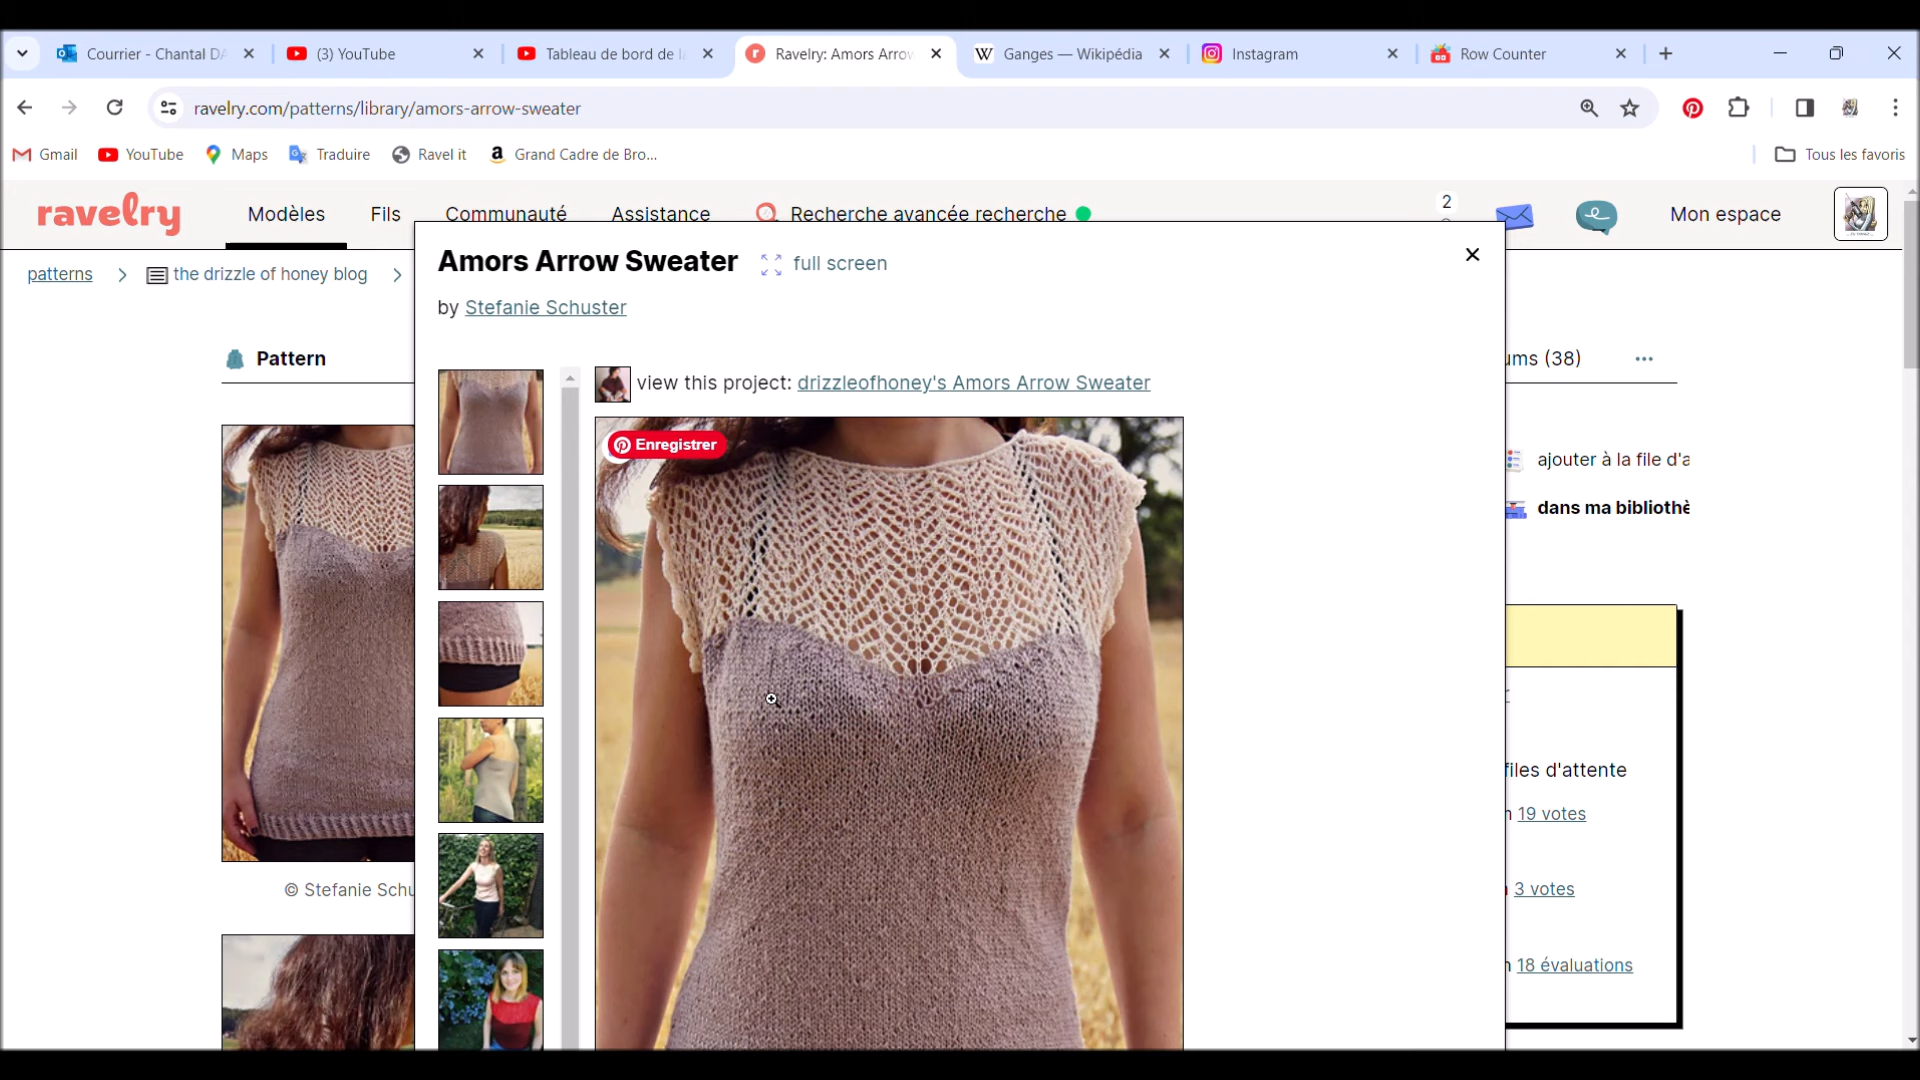 Courrier - Chantal DA
(3) YouTube
Tableau de bord de la
Ravelry: Amors Arrow
Ganges — Wikipédia
Instagram
Row Counter
ravelry.com/patterns/library/amors-arrow-sweater
Gmail
YouTube
Maps
Traduire
Ravel it
Grand Cadre de Bro...
Tous les favoris
ravelry
Modèles
Fils
Communauté
Assistance
Recherche avancée recherche
2
Mon espace
patterns
the drizzle of honey blog
Amors Arrow Sweater
full screen
by Stefanie Schuster
Pattern
ums (38)
view this project: drizzleofhoney's Amors Arrow Sweater
Enregistrer
ajouter à la file d'a
dans ma bibliothè
files d'attente
19 votes
© Stefanie Schu
3 votes
18 évaluations